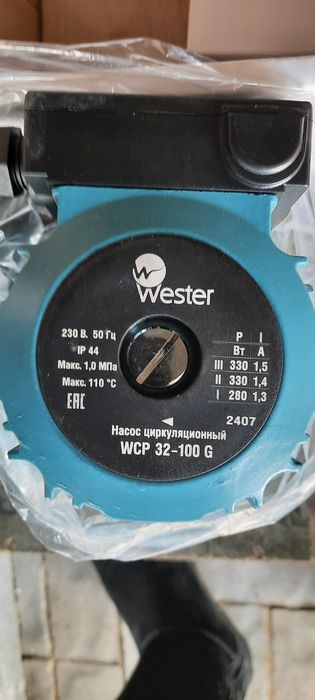 Wester
230 В. 50 Гц
IP 44
Макс. 1,0 МПа
Макс. 110 °C
EAC
P I
Вт А
III 330 1,5
II 330 1,4
I 280 1,3
2407
Насос циркуляционный
WCP 32-100 G